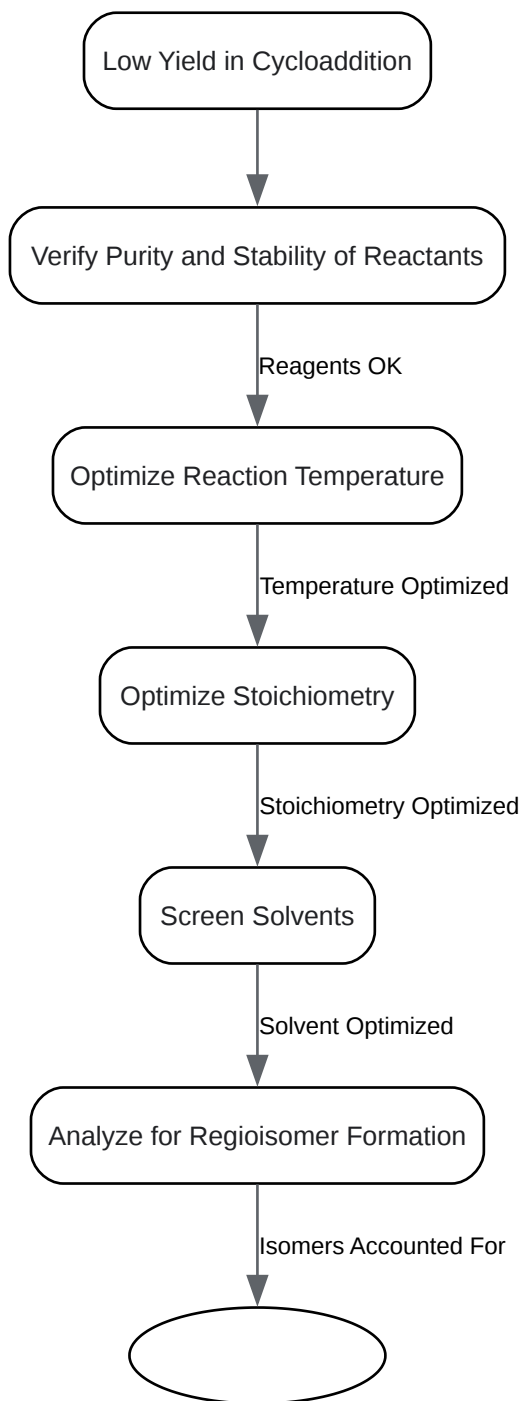 Low Yield in Cycloaddition
Verify Purity and Stability of Reactants
Reagents OK
Optimize Reaction Temperature
Temperature Optimized
Optimize Stoichiometry
Stoichiometry Optimized
Screen Solvents
Solvent Optimized
Analyze for Regioisomer Formation
Isomers Accounted For